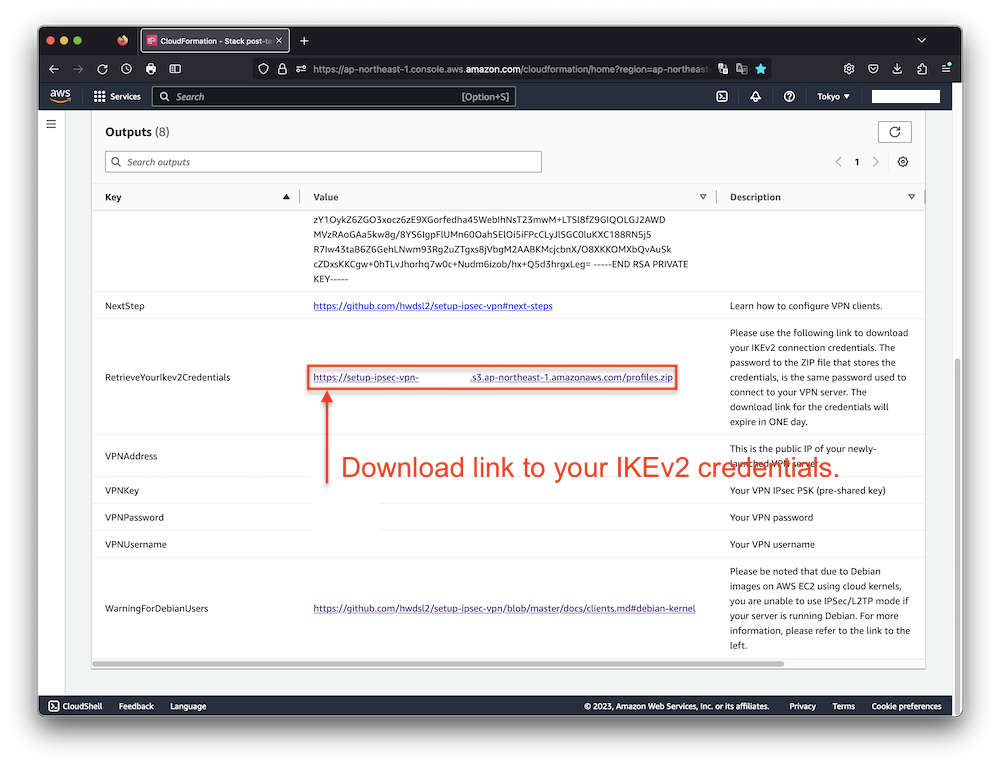 CloudFormation - Stack post-te
https://ap-northeast-1.console.aws.amazon.com/cloudformation/home?region=ap-northeast-
aws
Services
Search
[Option+S]
Tokyo
Outputs (8)
Search outputs
1
Key
Value
Description
zY1OykZ6ZGO3xocz6zE9XGorfedha45WebIhNsT23mwM+LTSl8fZ9GIQOLGJ2AWD
MVzRAoGAa5kw8g/8YS6IgpFlUMn60OahSElOi5iFPcCLyJlSGC0luKXC188RN5j5
R7Iw43taB6Z6GehLNwm93Rg2uZTgxs8jVbgM2AABKMcjcbnX/O8XKKOMXbQvAuSk
cZDxsKKCgw+0hTLvJhorhq7w0c+Nudm6izob/hx+Q5d3hrgxLeg= -----END RSA PRIVATE
KEY-----
NextStep
https://github.com/hwdsl2/setup-ipsec-vpn#next-steps
Learn how to configure VPN clients.
RetrieveYourIkev2Credentials
https://setup-ipsec-vpn-
.s3.ap-northeast-1.amazonaws.com/profiles.zip
Please use the following link to download
your IKEv2 connection credentials. The
password to the ZIP file that stores the
credentials, is the same password used to
connect to your VPN server. The
download link for the credentials will
expire in ONE day.
Download link to your IKEv2 credentials.
VPNAddress
This is the public IP of your newly-
launched VPN server.
VPNKey
Your VPN IPsec PSK (pre-shared key)
VPNPassword
Your VPN password
VPNUsername
Your VPN username
WarningForDebianUsers
https://github.com/hwdsl2/setup-ipsec-vpn/blob/master/docs/clients.md#debian-kernel
Please be noted that due to Debian
images on AWS EC2 using cloud kernels,
you are unable to use IPSec/L2TP mode if
your server is running Debian. For more
information, please refer to the link to the
left.
CloudShell
Feedback
Language
© 2023, Amazon Web Services, Inc. or its affiliates.
Privacy
Terms
Cookie preferences